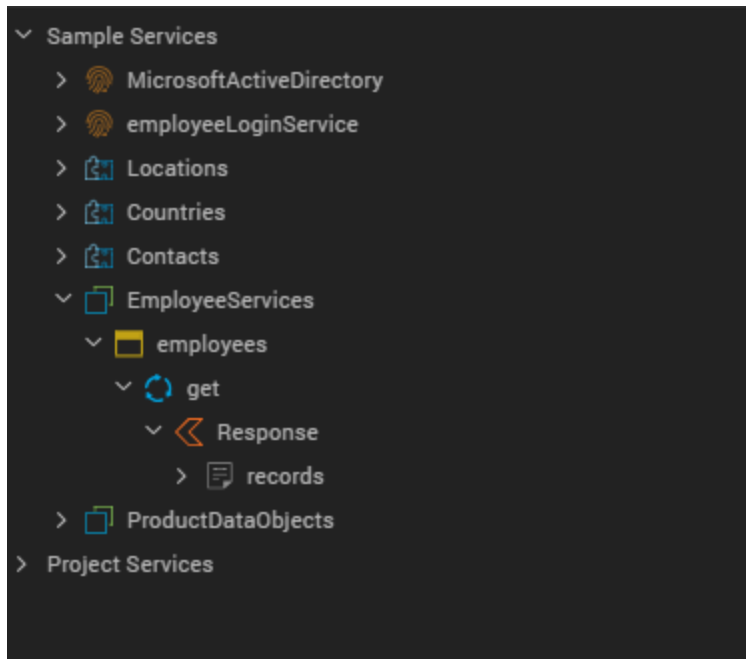 Sample Services
MicrosoftActiveDirectory
employeeLoginService
Locations
Countries
Contacts
EmployeeServices
employees
get
Response
records
ProductDataObjects
Project Services